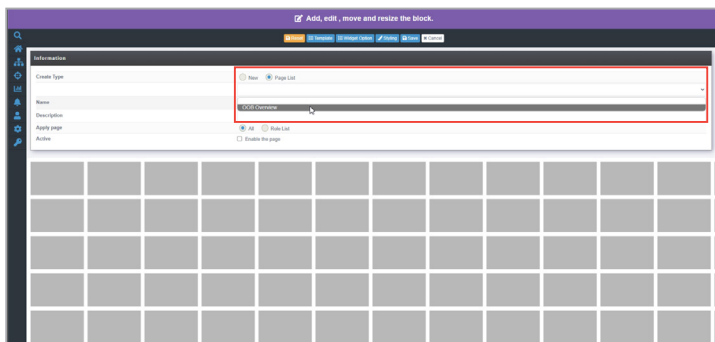 Add, edit , move and resize the block.
Reset Template Widget Option Styling Save Cancel
Information
Create Type
New Page List
Name
OOB Overview
Description
Apply page
All Role List
Active
Enable the page